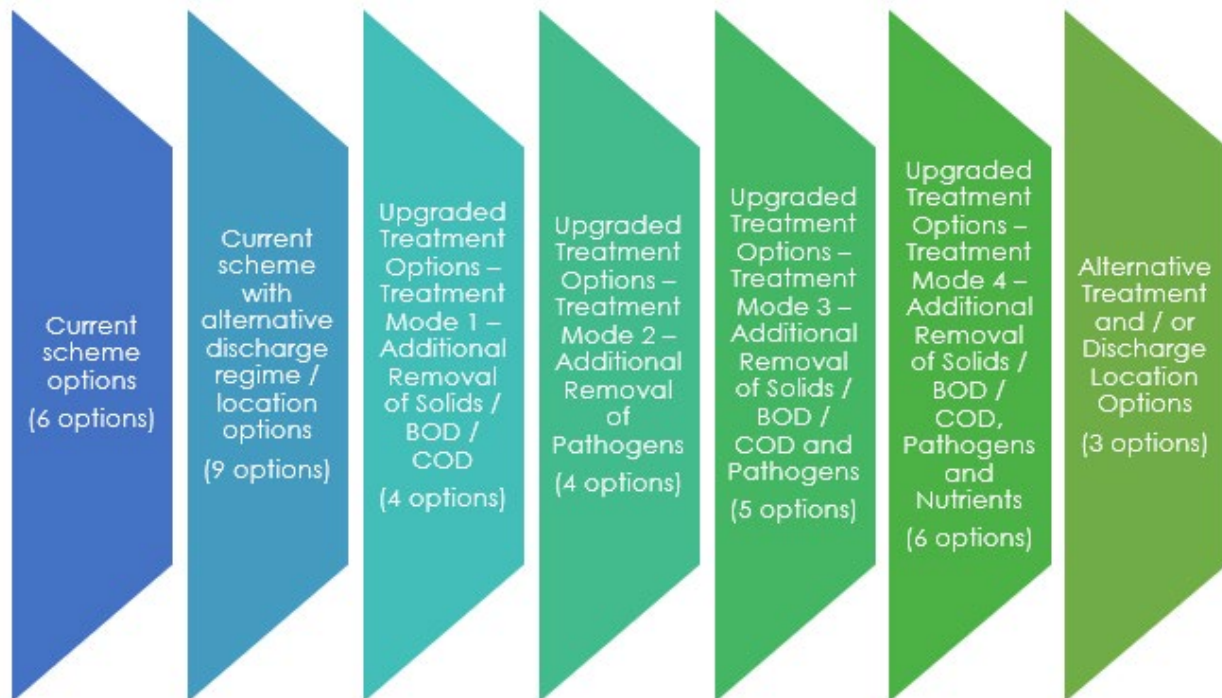 Current
scheme
options
(6 options)
Current
scheme
with
alternative
discharge
regime /
location
options
(9 options)
Upgraded
Treatment
Options –
Treatment
Mode 1 –
Additional
Removal
of Solids /
BOD /
COD
(4 options)
Upgraded
Treatment
Options –
Treatment
Mode 2 –
Additional
Removal
of
Pathogens
(4 options)
Upgraded
Treatment
Options –
Treatment
Mode 3 –
Additional
Removal
of Solids /
BOD /
COD and
Pathogens
(5 options)
Upgraded
Treatment
Options –
Treatment
Mode 4 –
Additional
Removal
of Solids /
BOD /
COD,
Pathogens
and
Nutrients
(6 options)
Alternative
Treatment
and / or
Discharge
Location
Options
(3 options)